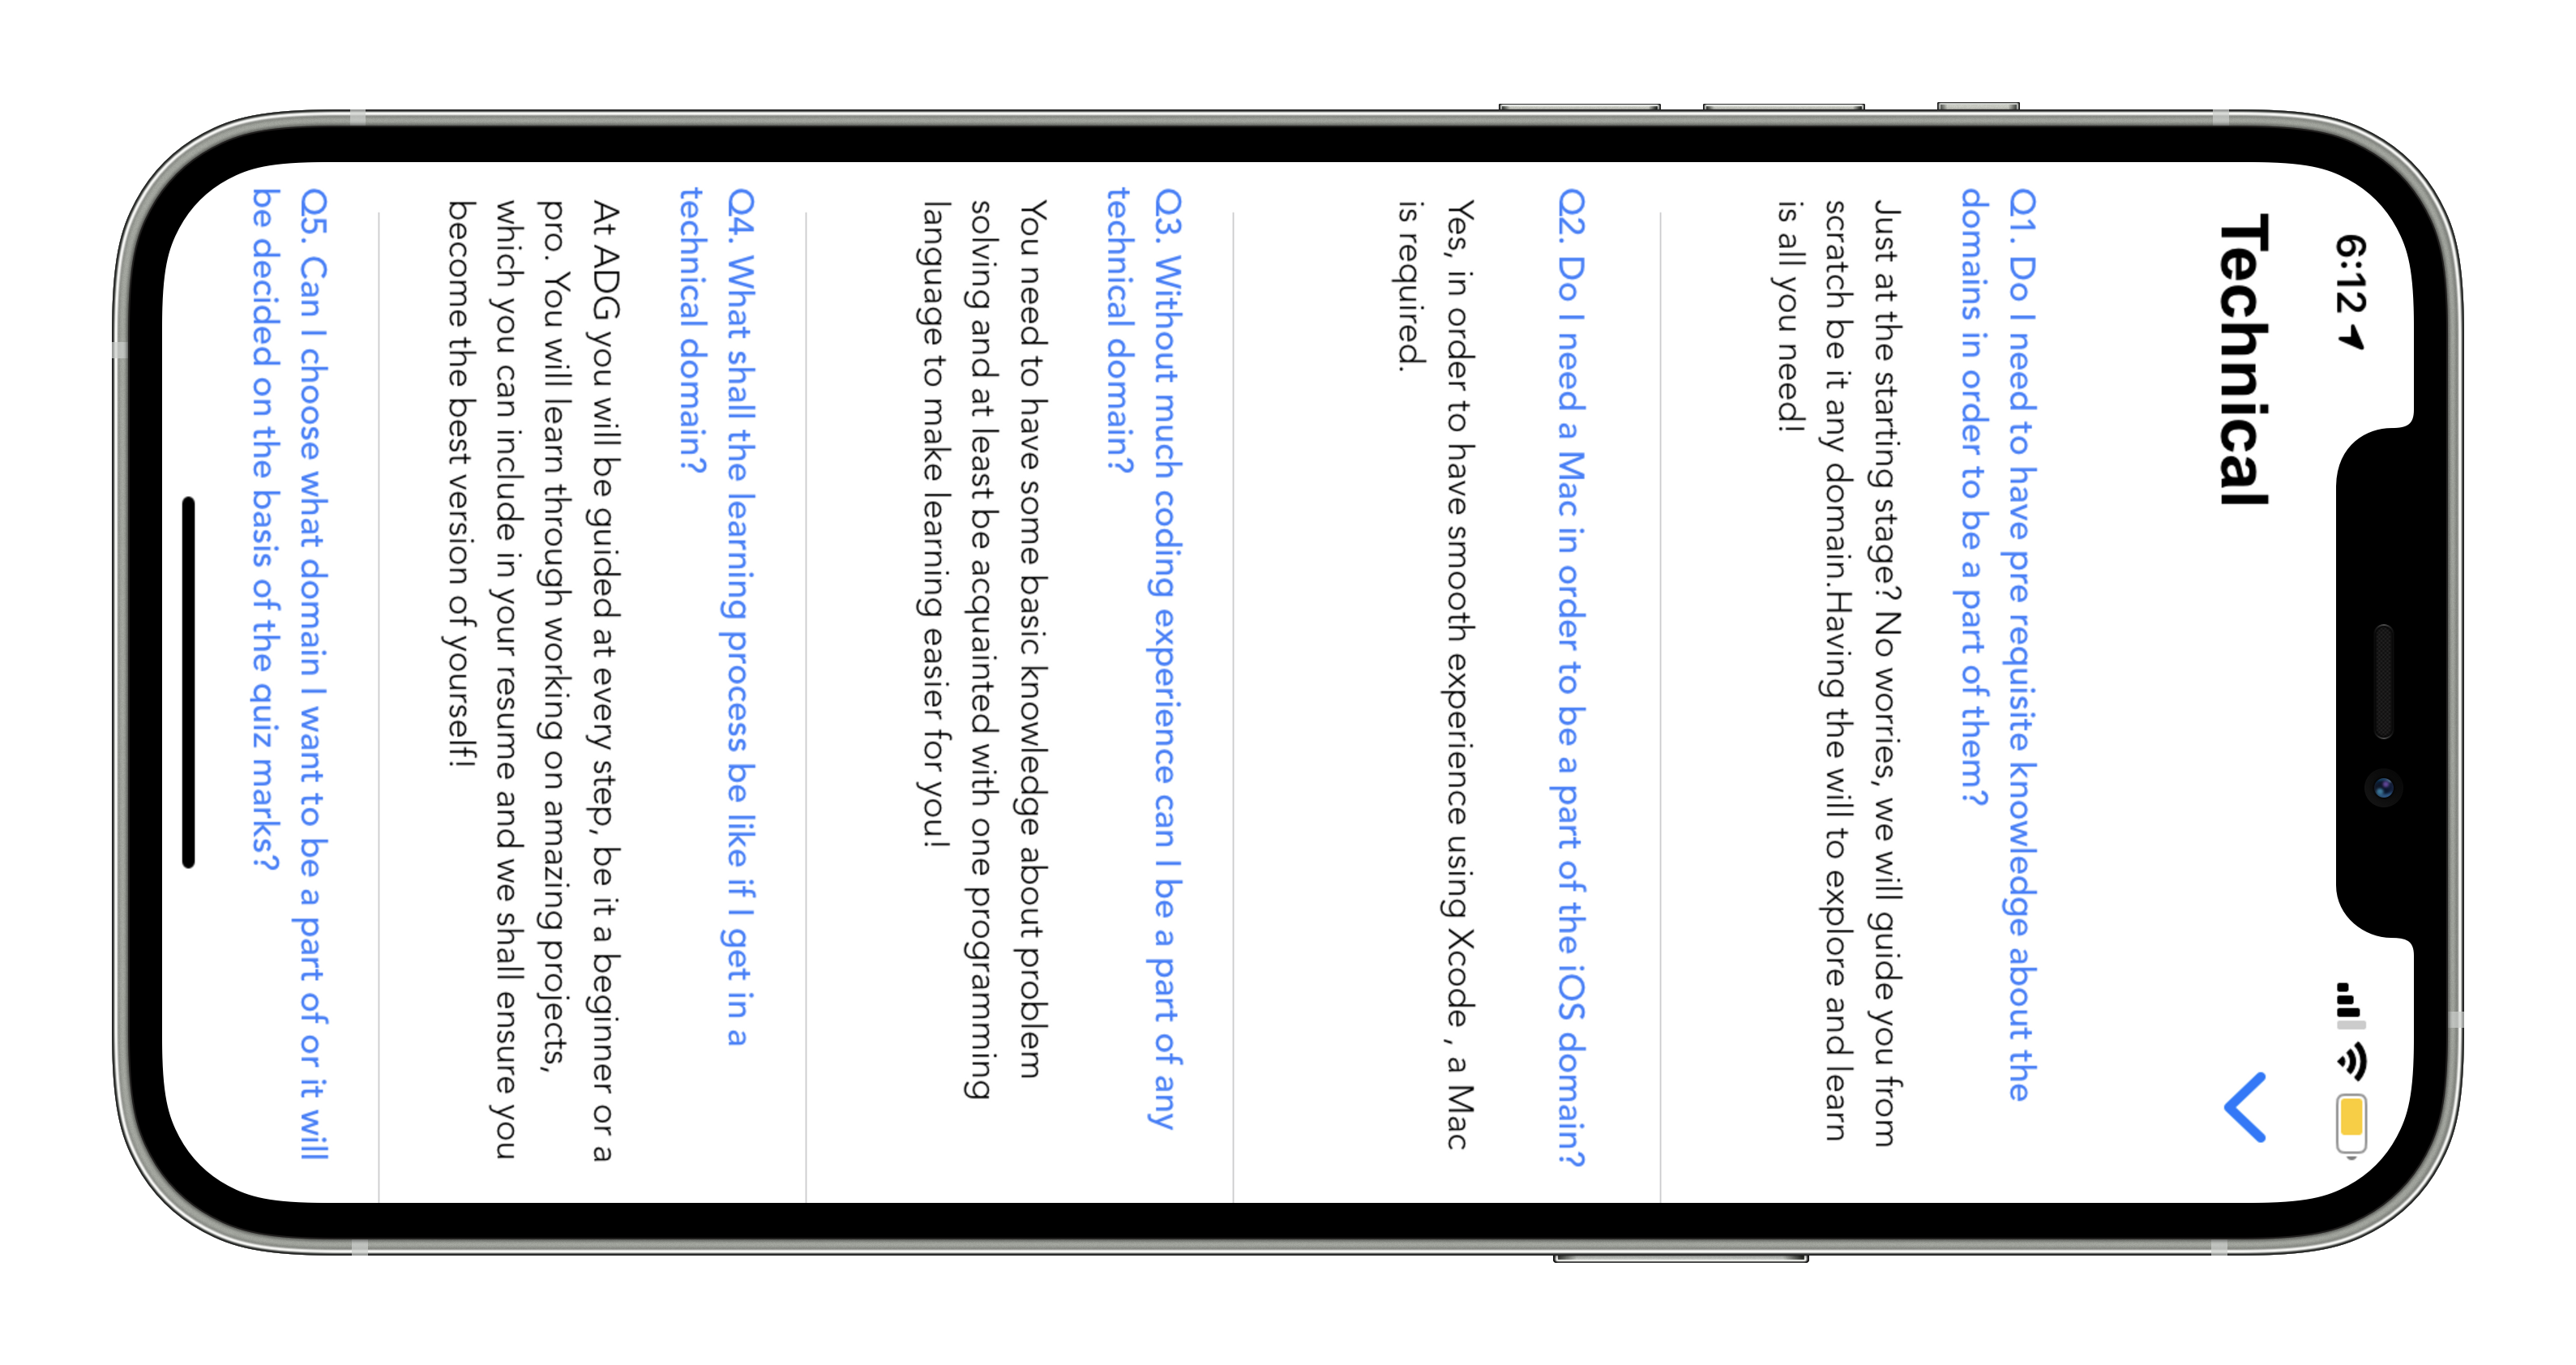 6:12
Technical
Q1. Do I need to have pre requisite knowledge about the
domains in order to be a part of them?
Just at the starting stage? No worries, we will guide you from
scratch be it any domain.Having the will to explore and learn
is all you need!
Q2. Do I need a Mac in order to be a part of the iOS domain?
Yes, in order to have smooth experience using Xcode , a Mac
is required.
Q3. Without much coding experience can I be a part of any
technical domain?
You need to have some basic knowledge about problem
solving and at least be acquainted with one programming
language to make learning easier for you!
Q4. What shall the learning process be like if I get in a
technical domain?
At ADG you will be guided at every step, be it a beginner or a
pro. You will learn through working on amazing projects,
which you can include in your resume and we shall ensure you
become the best version of yourself!
Q5. Can I choose what domain I want to be a part of or it will
be decided on the basis of the quiz marks?